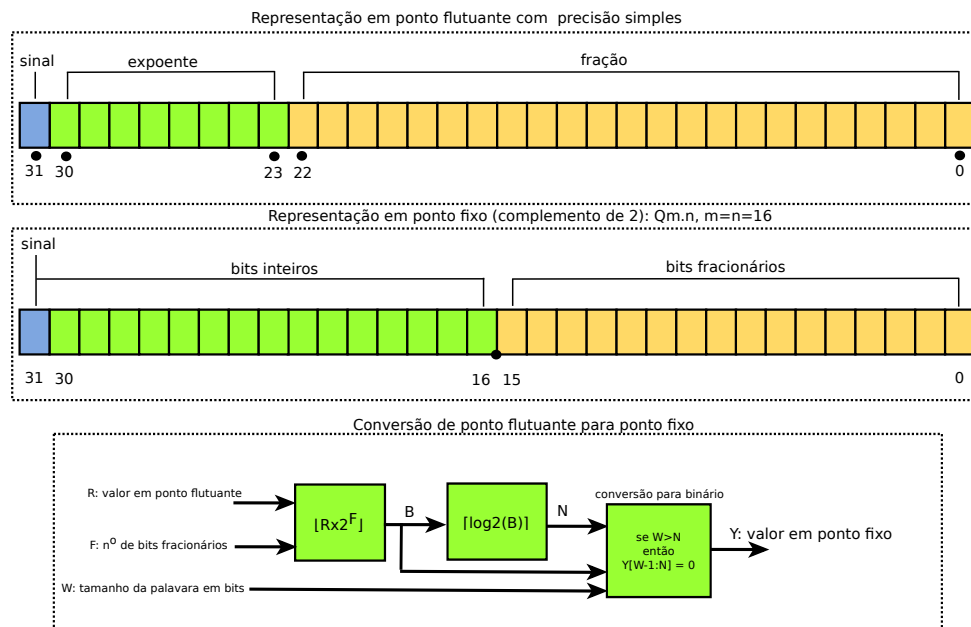 Representação em ponto flutuante com precisão simples
sinal
expoente
fração
31 30 23 22 0
Representação em ponto fixo (complemento de 2): Qm.n, m=n=16
sinal
bits inteiros
bits fracionários
31 30 16 15 0
Conversão de ponto flutuante para ponto fixo
R: valor em ponto flutuante
F: nº de bits fracionários
W: tamanho da palavara em bits
⌊Rx2^F⌋
B
⌈log2(B)⌉
N
conversão para binário
se W>N
então
Y[W-1:N] = 0
Y: valor em ponto fixo